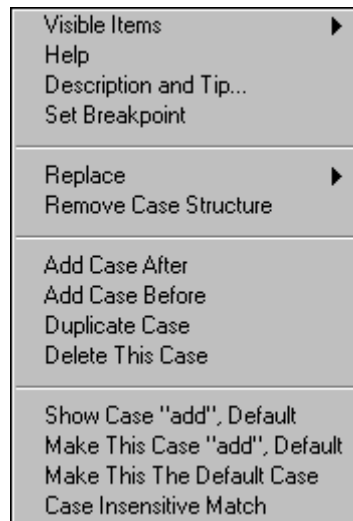 Visible Items
Help
Description and Tip...
Set Breakpoint
Replace
Remove Case Structure
Add Case After
Add Case Before
Duplicate Case
Delete This Case
Show Case "add", Default
Make This Case "add", Default
Make This The Default Case
Case Insensitive Match